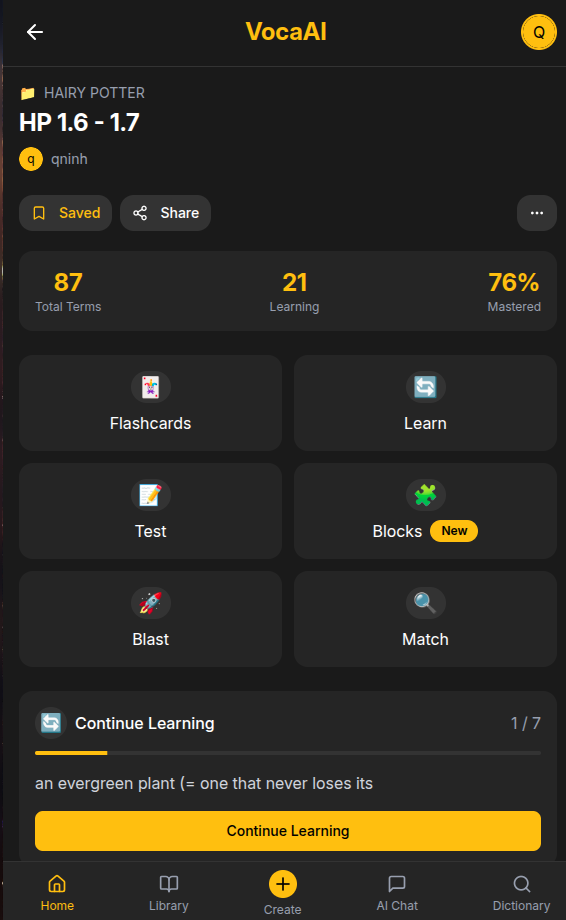 VocaAI
Q
HAIRY POTTER
HP 1.6 - 1.7
q qninh
Saved Share
87 21 76%
Total Terms Learning Mastered
Flashcards Learn
Test Blocks New
Blast Match
Continue Learning 1 / 7
an evergreen plant (= one that never loses its
Continue Learning
Home Library Create AI Chat Dictionary